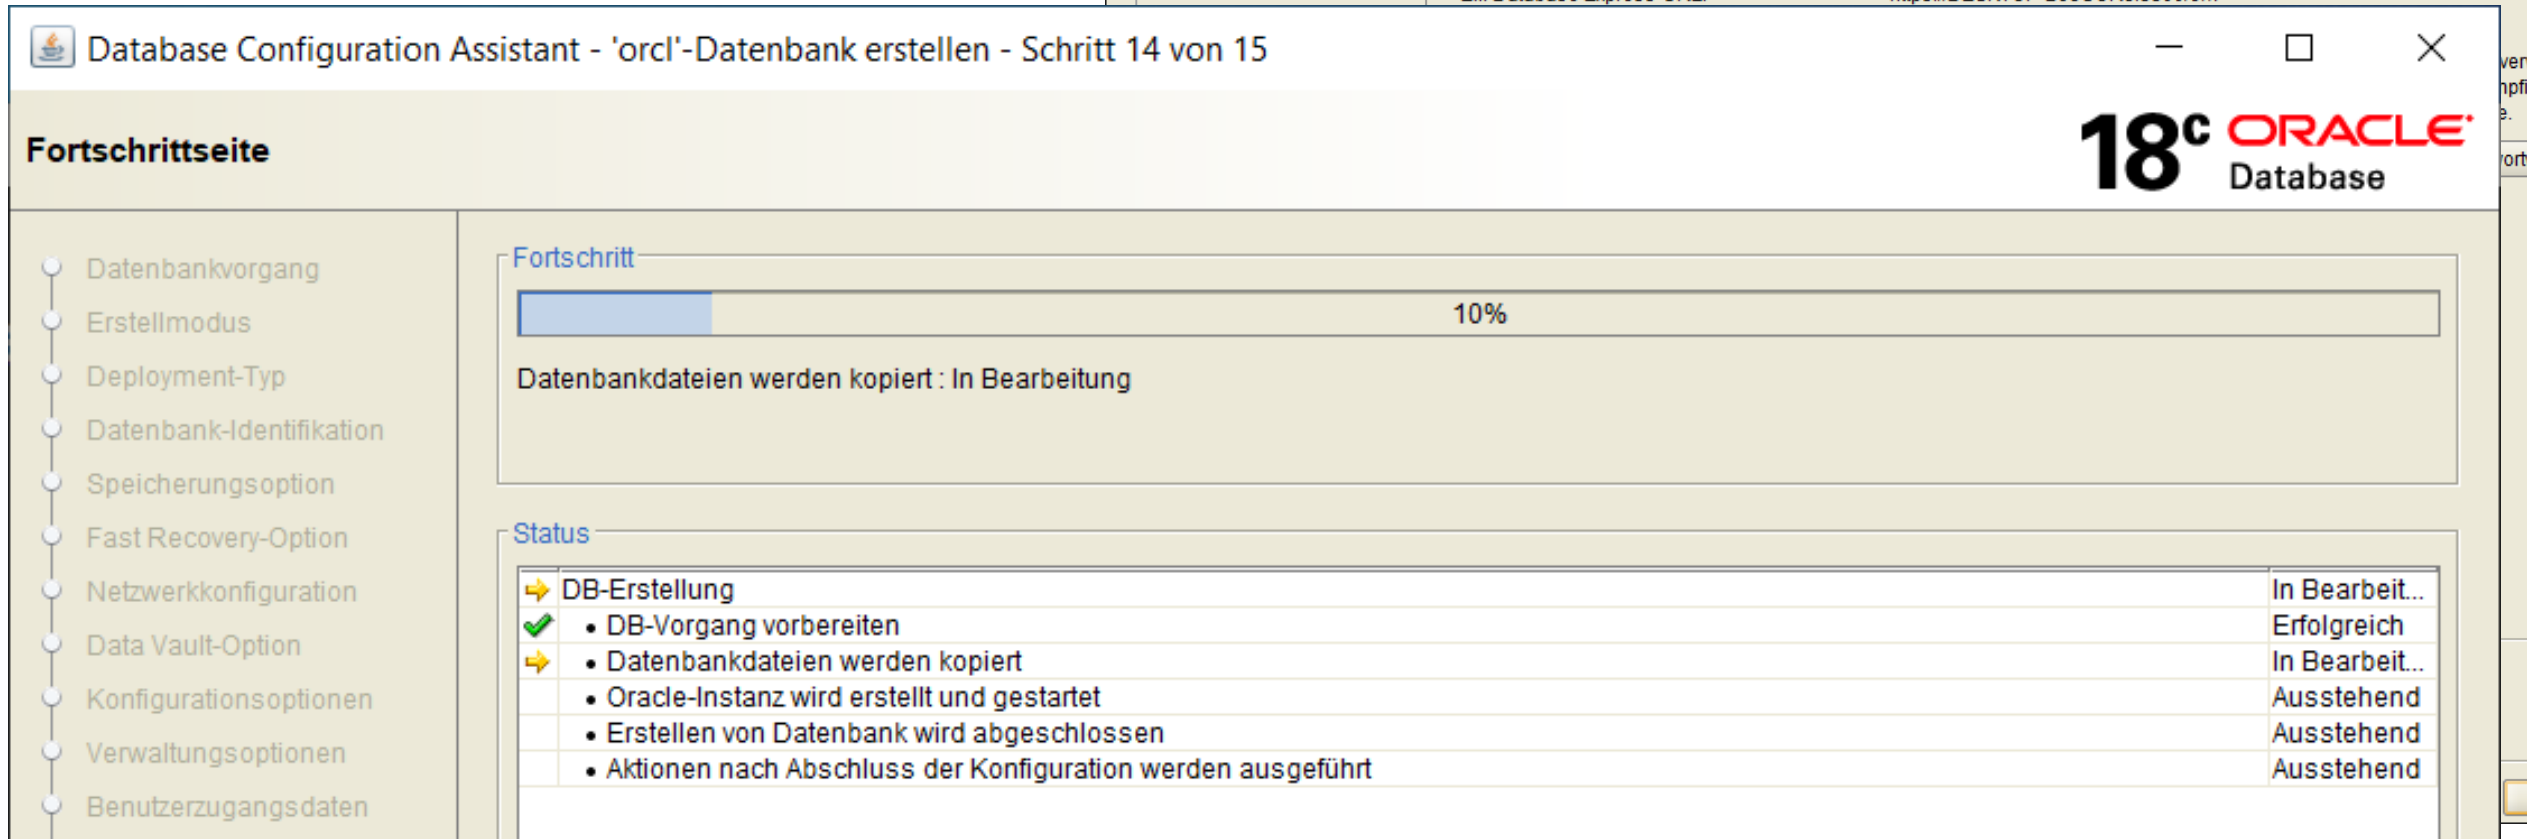 Database Configuration Assistant - 'orcl'-Datenbank erstellen - Schritt 14 von 15
Fortschrittseite
18c ORACLE
Database
Datenbankvorgang
Erstellmodus
Deployment-Typ
Datenbank-Identifikation
Speicherungsoption
Fast Recovery-Option
Netzwerkkonfiguration
Data Vault-Option
Konfigurationsoptionen
Verwaltungsoptionen
Benutzerzugangsdaten
Fortschritt
10%
Datenbankdateien werden kopiert : In Bearbeitung
Status
DB-Erstellung In Bearbeit...
• DB-Vorgang vorbereiten Erfolgreich
• Datenbankdateien werden kopiert In Bearbeit...
• Oracle-Instanz wird erstellt und gestartet Ausstehend
• Erstellen von Datenbank wird abgeschlossen Ausstehend
• Aktionen nach Abschluss der Konfiguration werden ausgeführt Ausstehend